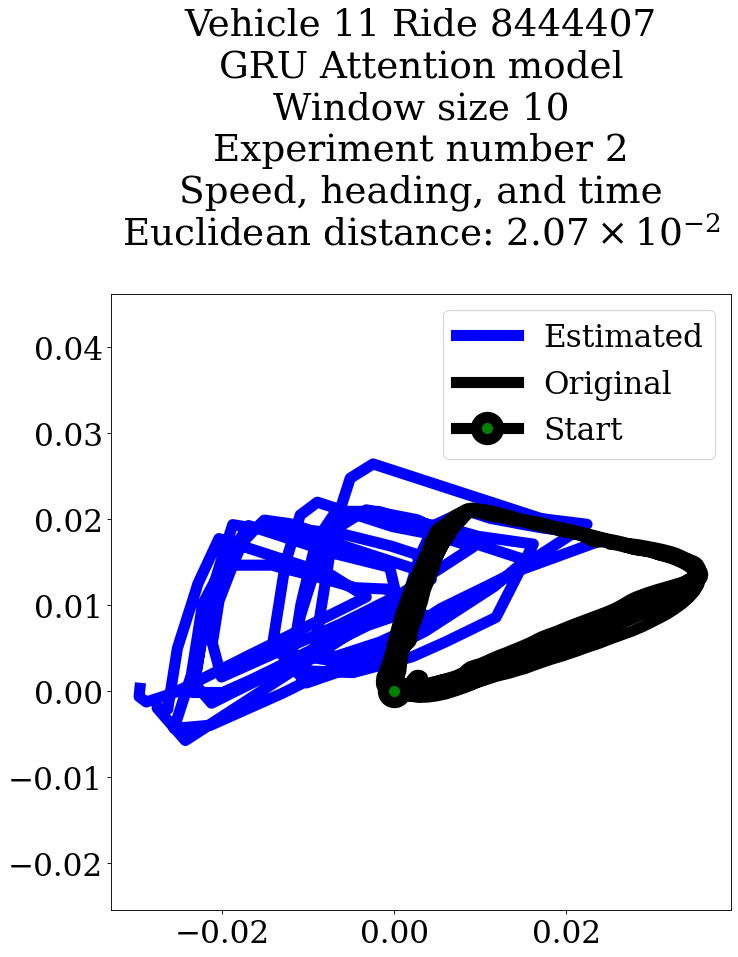 Vehicle 11 Ride 8444407
GRU Attention model
Window size 10
Experiment number 2
Speed, heading, and time
Euclidean distance: 2.07 × 10⁻²
Estimated
Original
Start
0.04
0.03
0.02
0.01
0.00
−0.01
−0.02
−0.02 0.00 0.02